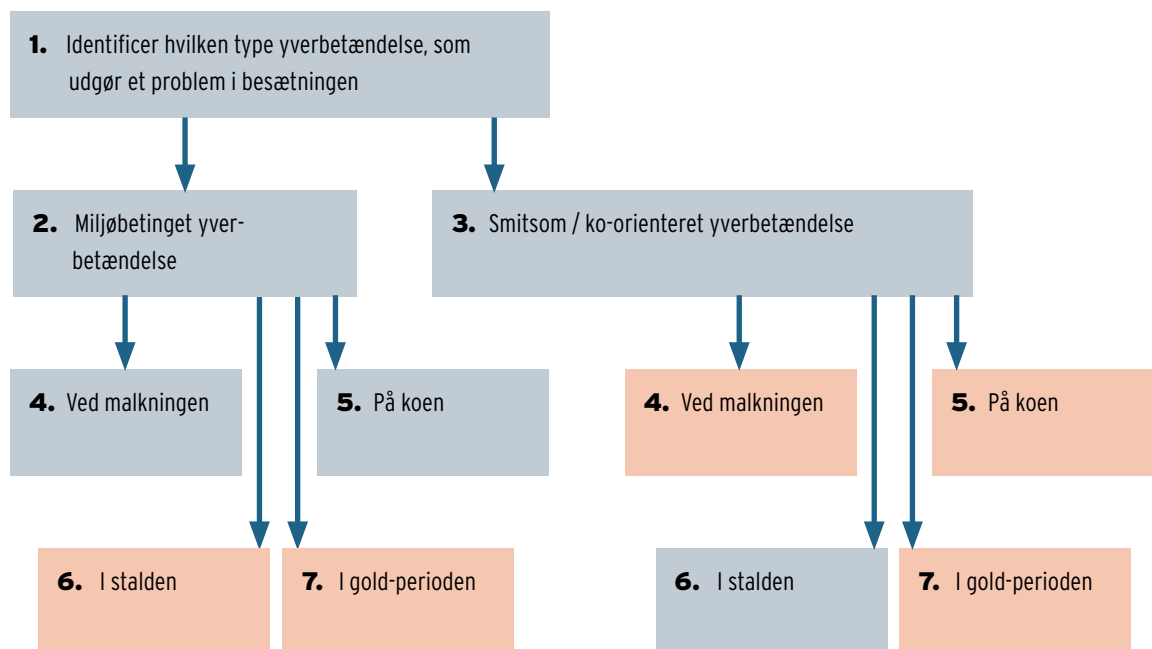 1. Identificer hvilken type yverbetændelse, som
udgør et problem i besætningen
2. Miljøbetinget yver-
betændelse
3. Smitsom / ko-orienteret yverbetændelse
4. Ved malkningen
5. På koen
4. Ved malkningen
5. På koen
6. I stalden
7. I gold-perioden
6. I stalden
7. I gold-perioden